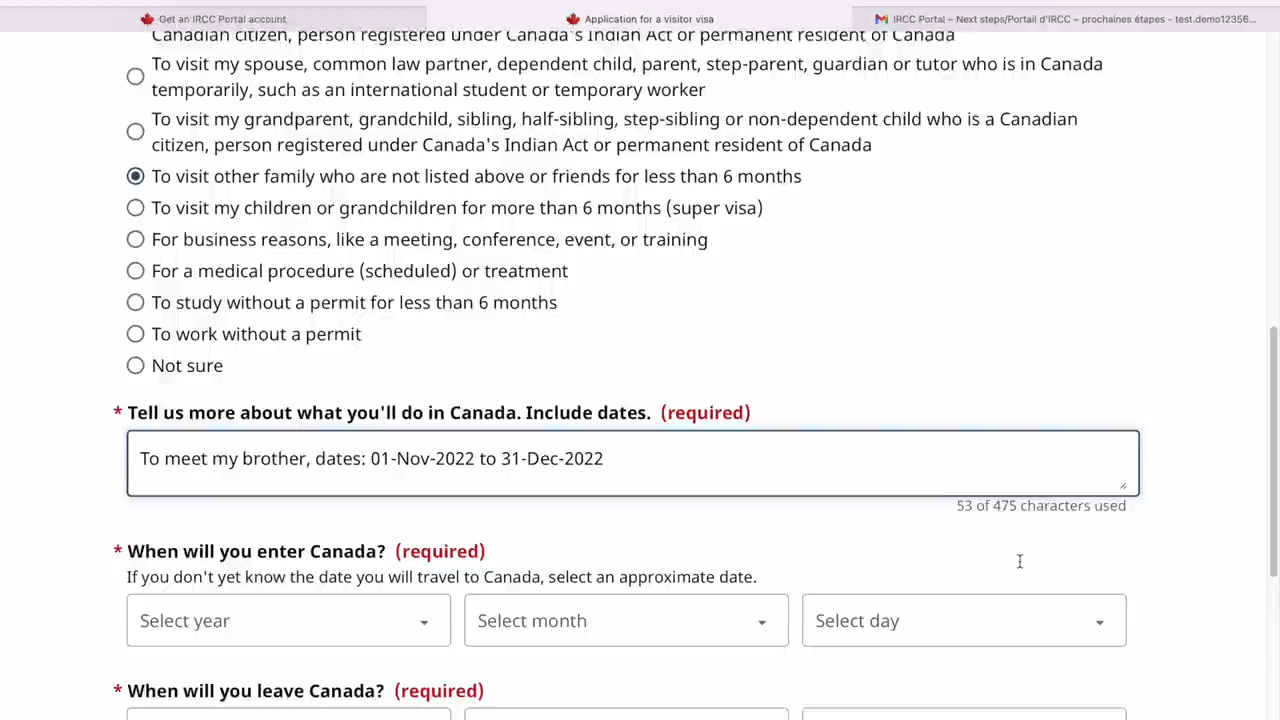 Get an IRCC Portal account
Application for a visitor visa
IRCC Portal – Next steps/Portail d'IRCC – prochaines étapes - test.demo12356...
Canadian citizen, person registered under Canada's Indian Act or permanent resident of Canada
To visit my spouse, common law partner, dependent child, parent, step-parent, guardian or tutor who is in Canada
temporarily, such as an international student or temporary worker
To visit my grandparent, grandchild, sibling, half-sibling, step-sibling or non-dependent child who is a Canadian
citizen, person registered under Canada's Indian Act or permanent resident of Canada
To visit other family who are not listed above or friends for less than 6 months
To visit my children or grandchildren for more than 6 months (super visa)
For business reasons, like a meeting, conference, event, or training
For a medical procedure (scheduled) or treatment
To study without a permit for less than 6 months
To work without a permit
Not sure
* Tell us more about what you'll do in Canada. Include dates. (required)
To meet my brother, dates: 01-Nov-2022 to 31-Dec-2022
53 of 475 characters used
* When will you enter Canada? (required)
If you don't yet know the date you will travel to Canada, select an approximate date.
Select year
Select month
Select day
* When will you leave Canada? (required)